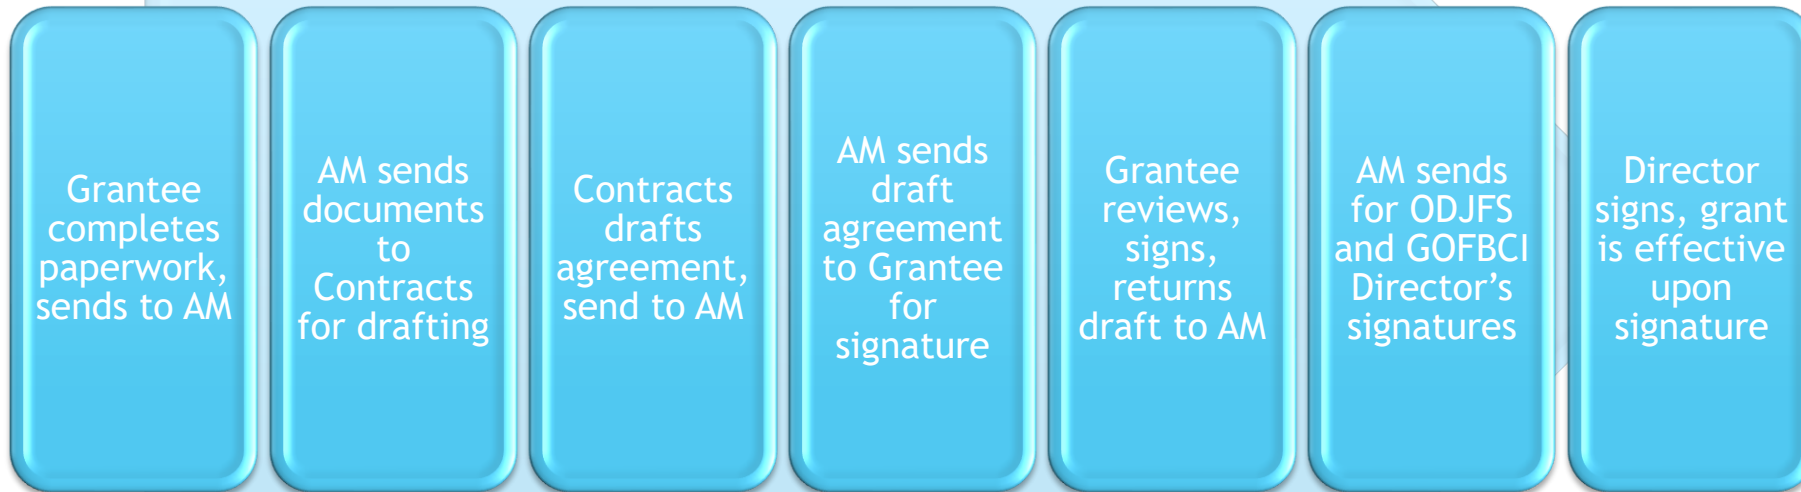 Grantee
completes
paperwork,
sends to AM
AM sends
documents
to
Contracts
for drafting
Contracts
drafts
agreement,
send to AM
AM sends
draft
agreement
to Grantee
for
signature
Grantee
reviews,
signs,
returns
draft to AM
AM sends
for ODJFS
and GOFBCI
Director’s
signatures
Director
signs, grant
is effective
upon
signature